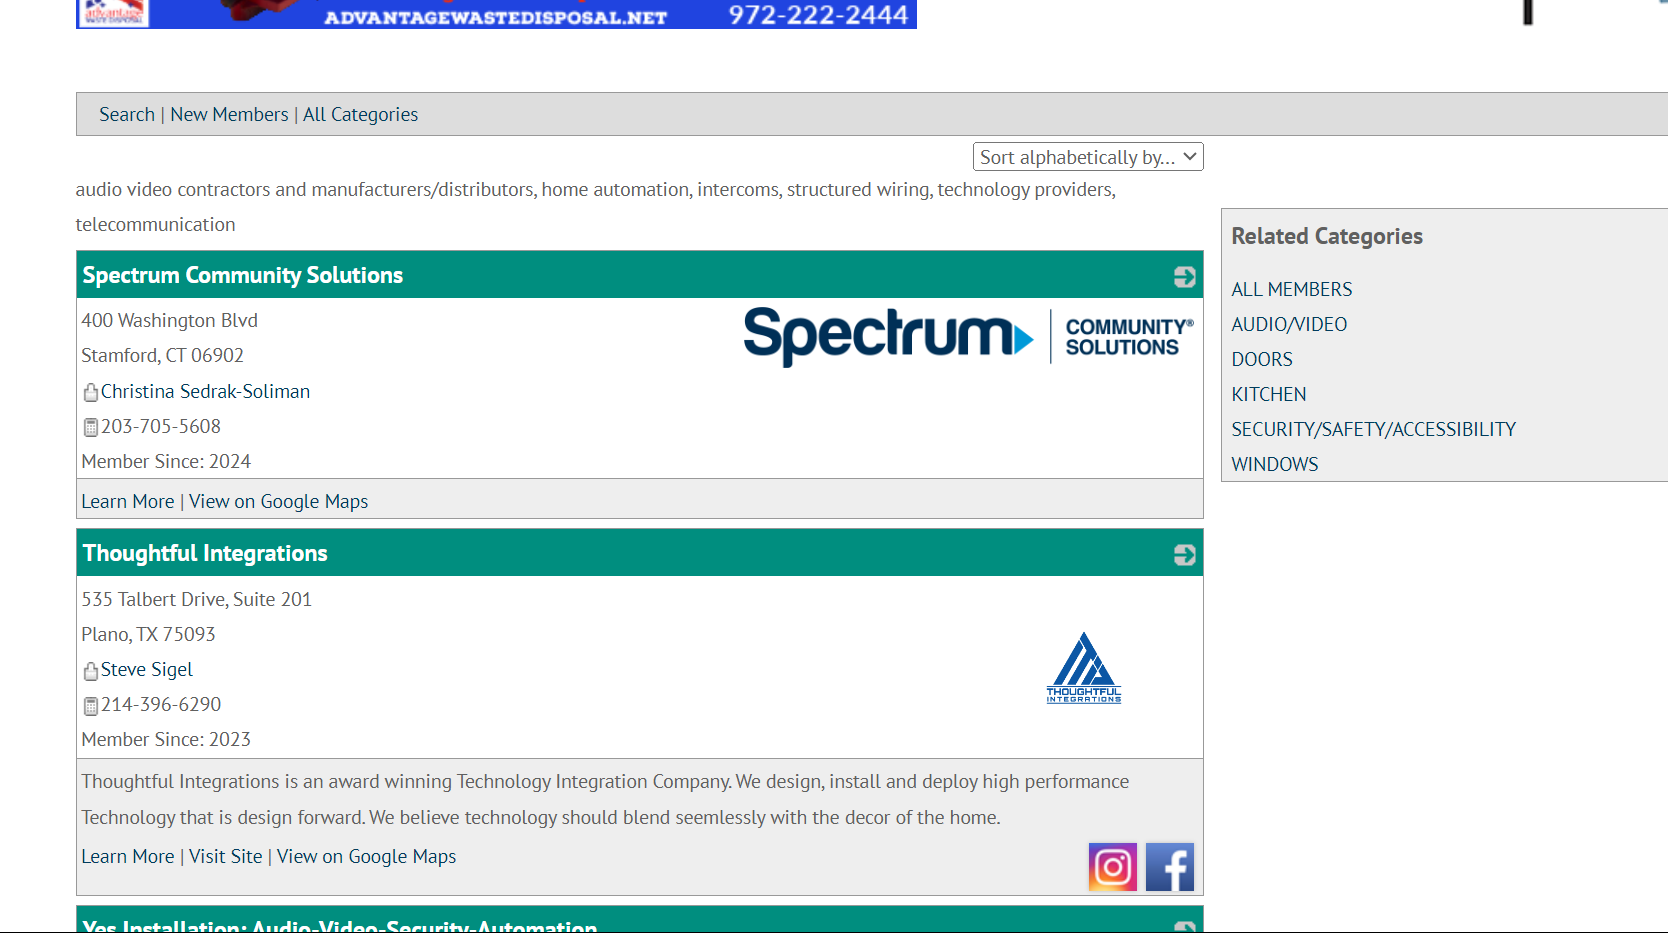 advantage
WASTE DISPOSAL
ADVANTAGEWASTEDISPOSAL.NET 972-222-2444
Search | New Members | All Categories
Sort alphabetically by...
audio video contractors and manufacturers/distributors, home automation, intercoms, structured wiring, technology providers,
telecommunication
Related Categories
ALL MEMBERS
AUDIO/VIDEO
DOORS
KITCHEN
SECURITY/SAFETY/ACCESSIBILITY
WINDOWS
Spectrum Community Solutions
400 Washington Blvd
Stamford, CT 06902
Christina Sedrak-Soliman
203-705-5608
Member Since: 2024
Spectrum COMMUNITY®
SOLUTIONS
Learn More | View on Google Maps
Thoughtful Integrations
535 Talbert Drive, Suite 201
Plano, TX 75093
Steve Sigel
214-396-6290
Member Since: 2023
THOUGHTFUL
INTEGRATIONS
Thoughtful Integrations is an award winning Technology Integration Company. We design, install and deploy high performance
Technology that is design forward. We believe technology should blend seemlessly with the decor of the home.
Learn More | Visit Site | View on Google Maps
Yes Installation: Audio-Video-Security-Automation